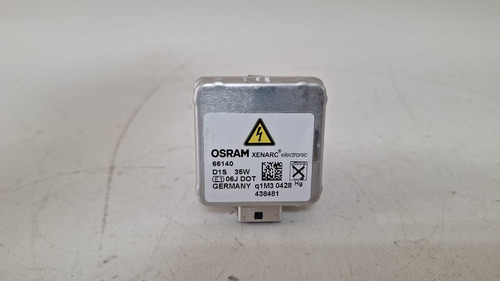 OSRAM XENARC® electronic
66140
D1S 35W
E1 06J DOT
GERMANY q1M3 0428 Hg
438481